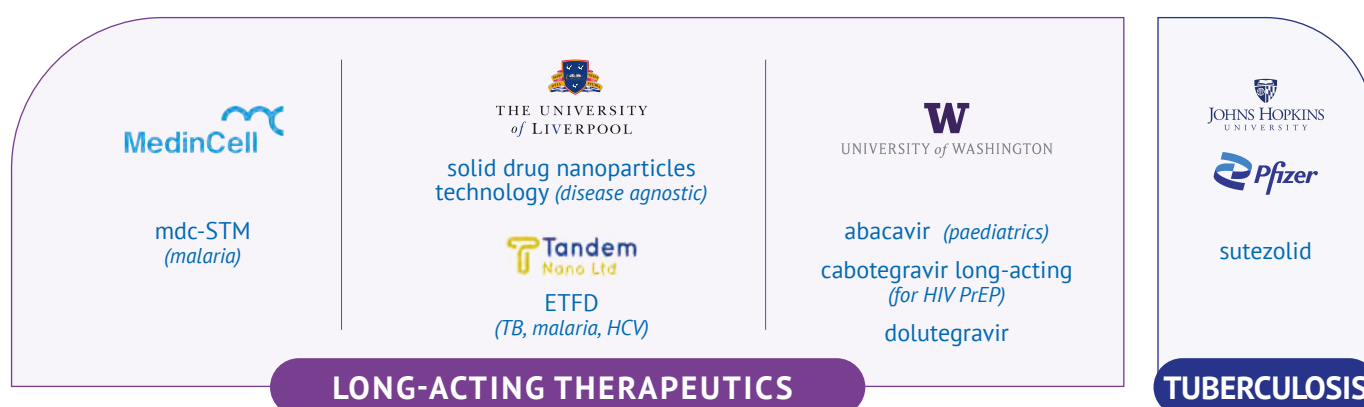 MedinCell
mdc-STM
(malaria)
THE UNIVERSITY
of LIVERPOOL
solid drug nanoparticles
technology (disease agnostic)
Tandem
Nano Ltd
ETFD
(TB, malaria, HCV)
W
UNIVERSITY of WASHINGTON
abacavir (paediatrics)
cabotegravir long-acting
(for HIV PrEP)
dolutegravir
LONG-ACTING THERAPEUTICS
JOHNS HOPKINS
UNIVERSITY
Pfizer
sutezolid
TUBERCULOSIS